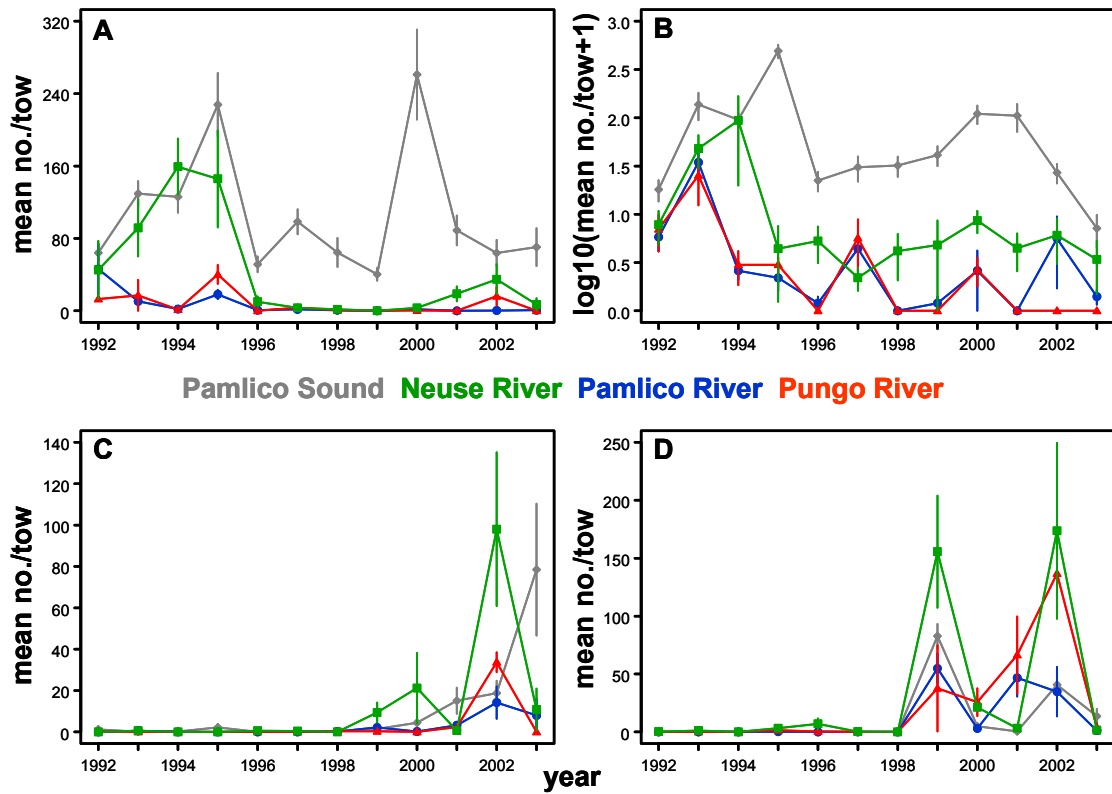 A
mean no./tow
320
240
160
80
0
1992 1994 1996 1998 2000 2002
B
log10(mean no./tow+1)
3.0
2.5
2.0
1.5
1.0
0.5
0.0
1992 1994 1996 1998 2000 2002
Pamlico Sound Neuse River Pamlico River Pungo River
C
mean no./tow
140
120
100
80
60
40
20
0
1992 1994 1996 1998 2000 2002
D
mean no./tow
250
200
150
100
50
0
1992 1994 1996 1998 2000 2002
year